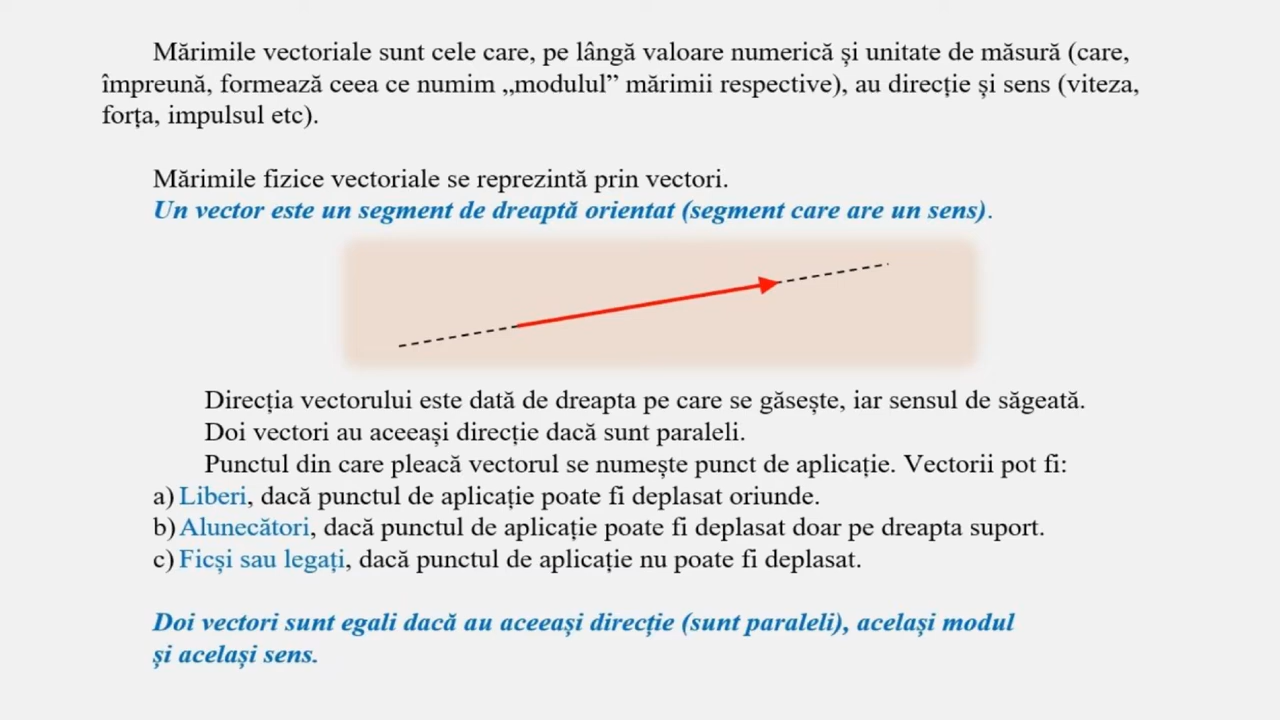 Mărimile vectoriale sunt cele care, pe lângă valoare numerică și unitate de măsură (care,
împreună, formează ceea ce numim „modulul” mărimii respective), au direcție și sens (viteza,
forța, impulsul etc).
Mărimile fizice vectoriale se reprezintă prin vectori.
Un vector este un segment de dreaptă orientat (segment care are un sens).
Direcția vectorului este dată de dreapta pe care se găsește, iar sensul de săgeată.
Doi vectori au aceeași direcție dacă sunt paraleli.
Punctul din care pleacă vectorul se numește punct de aplicație. Vectorii pot fi:
a) Liberi, dacă punctul de aplicație poate fi deplasat oriunde.
b) Alunecători, dacă punctul de aplicație poate fi deplasat doar pe dreapta suport.
c) Ficși sau legați, dacă punctul de aplicație nu poate fi deplasat.
Doi vectori sunt egali dacă au aceeași direcție (sunt paraleli), același modul
și același sens.